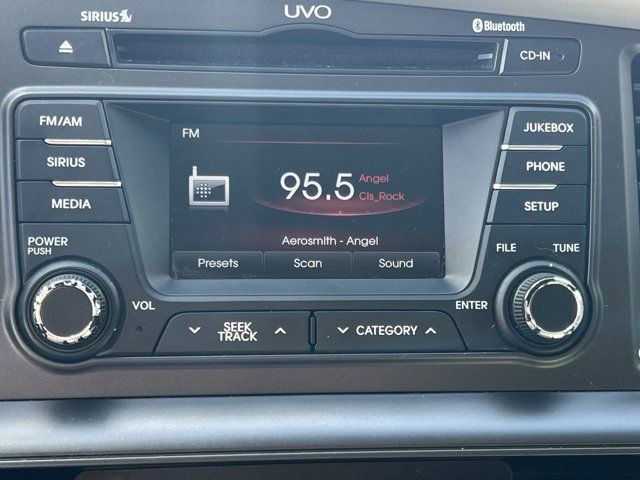 SIRIUS
UVO
Bluetooth
CD-IN
FM/AM
SIRIUS
MEDIA
POWER
PUSH
VOL
FM
95.5
Angel
Cls_Rock
Aerosmith - Angel
Presets
Scan
Sound
JUKEBOX
PHONE
SETUP
FILE
TUNE
ENTER
SEEK
TRACK
CATEGORY